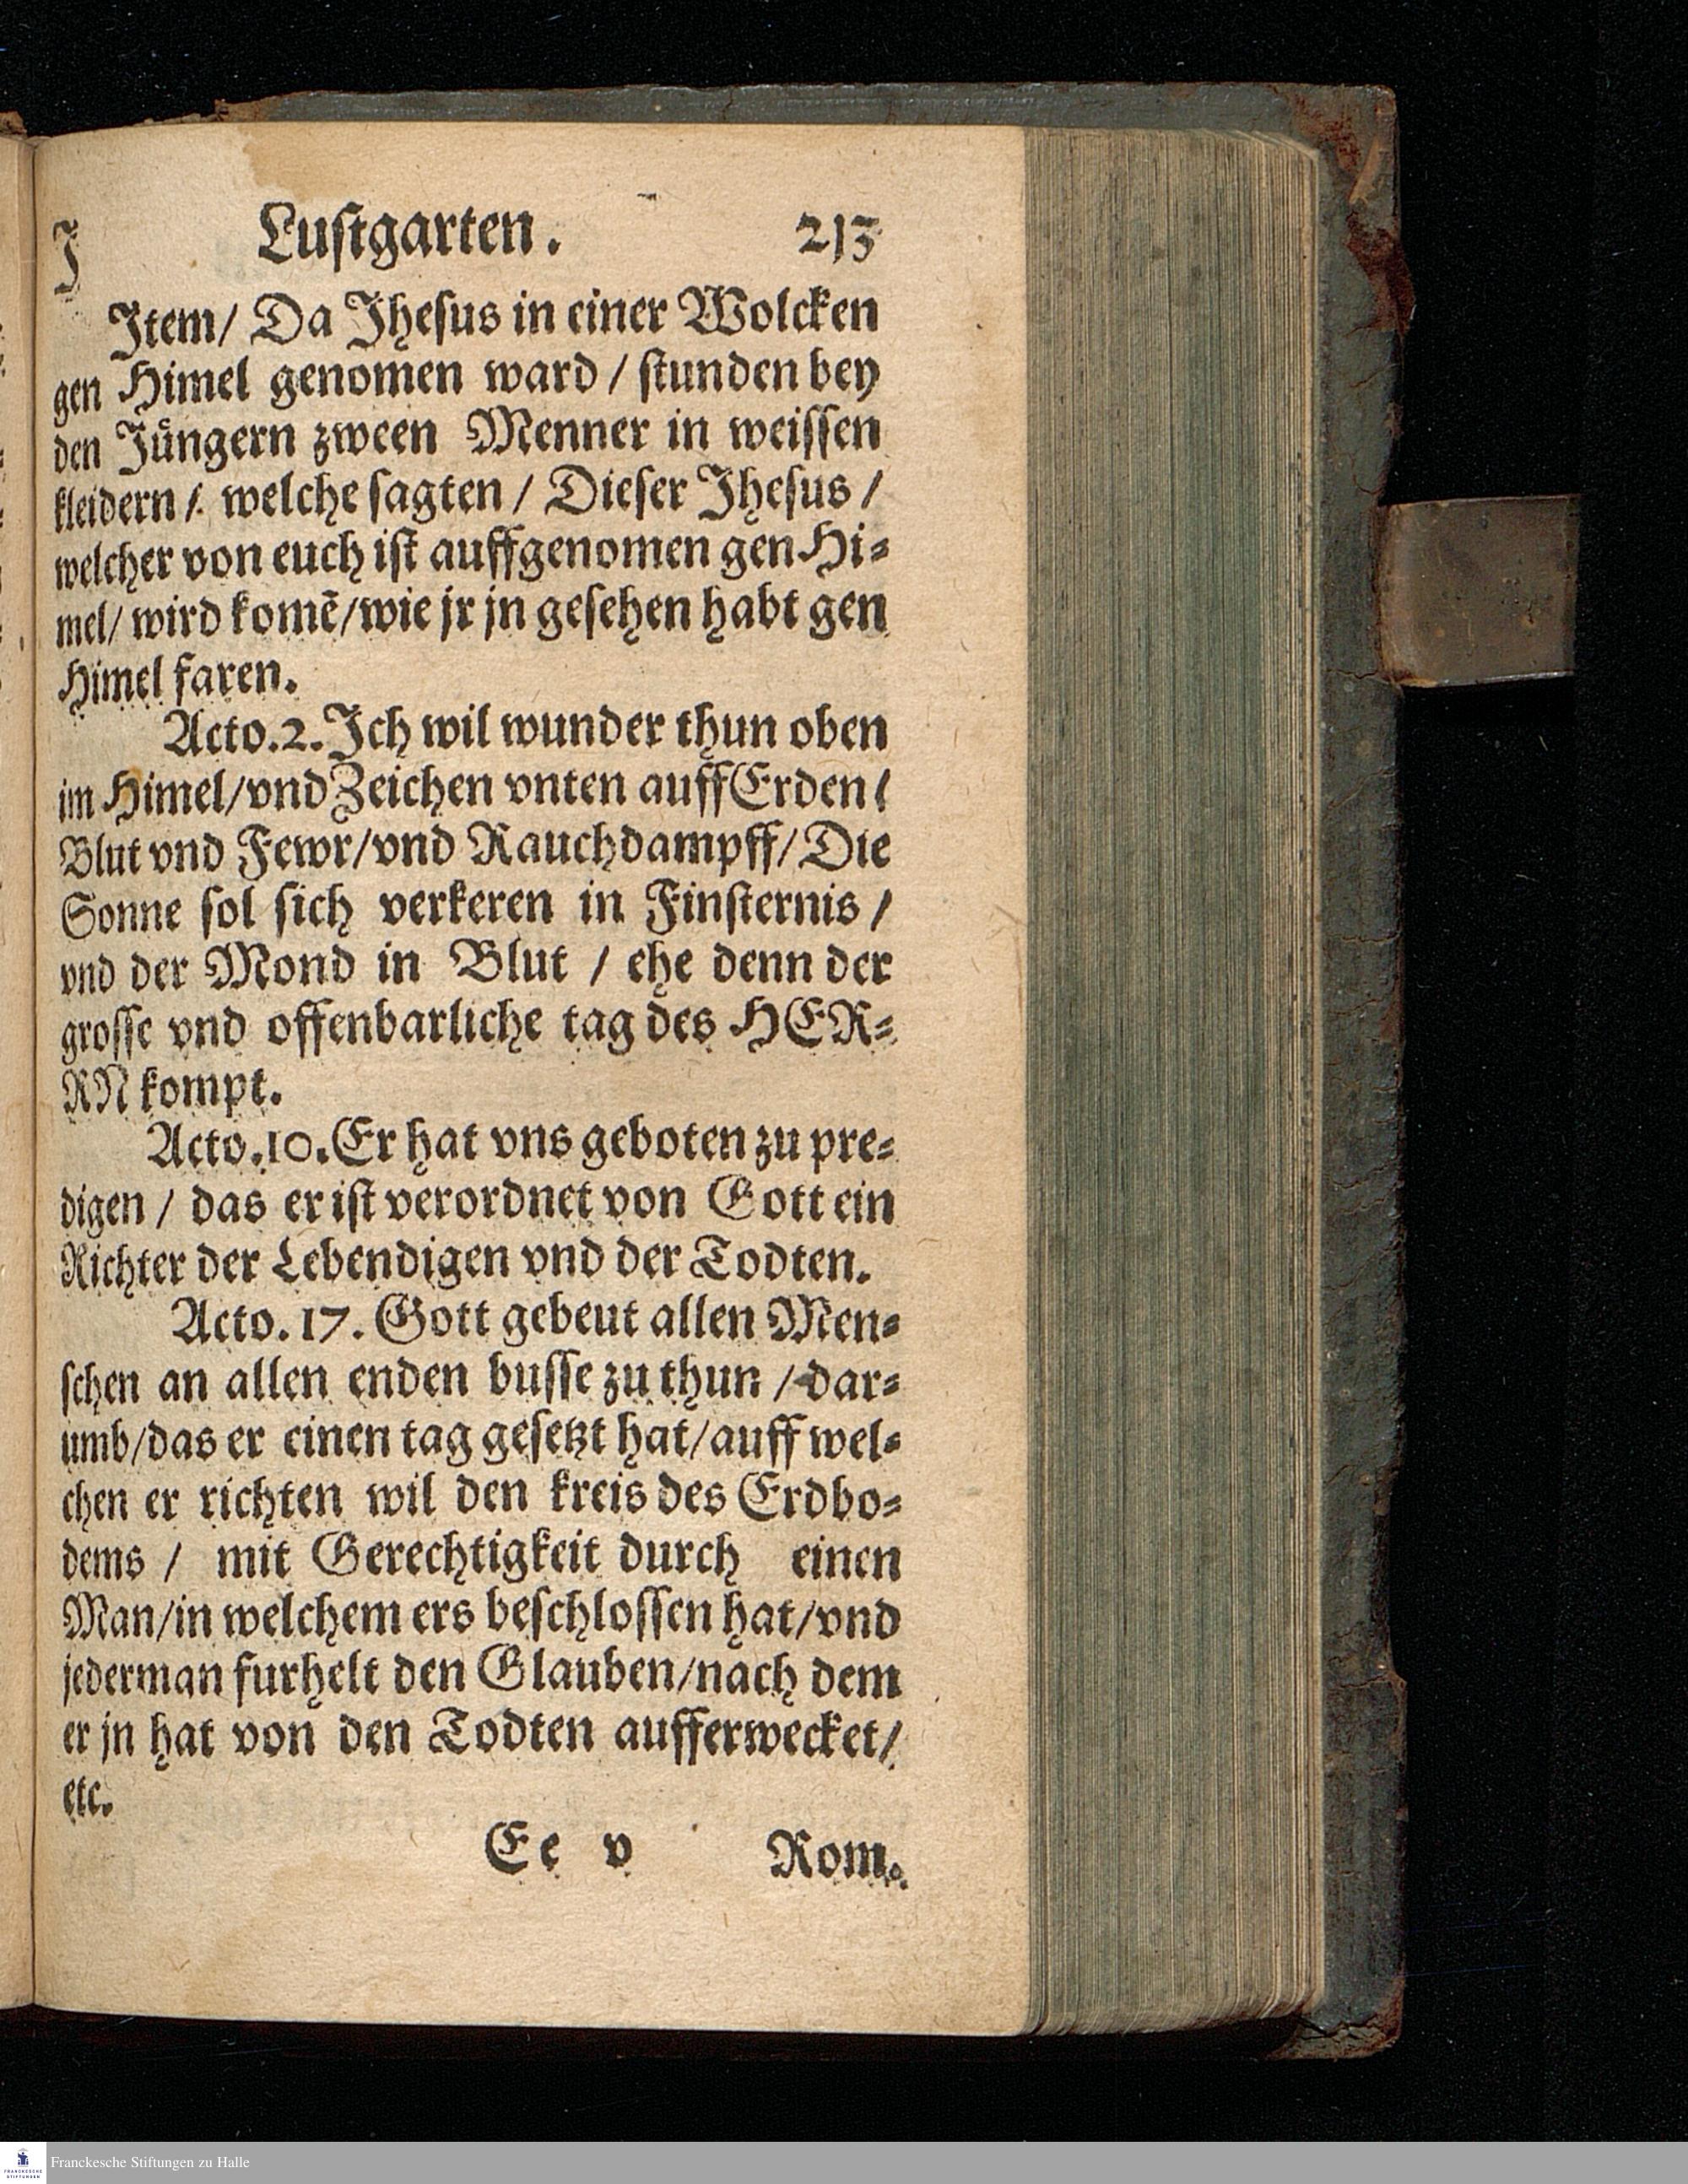 J Lustgarten. 213
Jtem/ Da Jhesus in einer Wolcken
gen Himel genomen ward / stunden bey
den Jüngern zween Menner in weissen
kleidern / welche sagten / Dieser Jhesus /
welcher von euch ist auffgenomen gen Hi⸗
mel/ wird komē/wie jr jn gesehen habt gen
Himel faren.
Acto.2. Jch wil wunder thun oben
im Himel/vnd Zeichen vnten auff Erden/
Blut vnd Fewr/vnd Rauchdampff/Die
Sonne sol sich verkeren in Finsternis /
vnd der Mond in Blut / ehe denn der
grosse vnd offenbarliche tag des HER⸗
RN kompt.
Acto.10. Er hat vns geboten zu pre⸗
digen / das er ist verordnet von Gott ein
Richter der Lebendigen vnd der Todten.
Acto. 17. Gott gebeut allen Men⸗
schen an allen enden busse zu thun / dar⸗
umb/das er einen tag gesetzt hat/auff wel⸗
chen er richten wil den kreis des Erdbo⸗
dems / mit Gerechtigkeit durch einen
Man/in welchem ers beschlossen hat/vnd
jederman furhelt den Glauben/nach dem
er jn hat von den Todten aufferwecket/
etc.
Ee v Rom.
Franckesche Stiftungen zu Halle
FRANCKESCHE
STIFTUNGEN